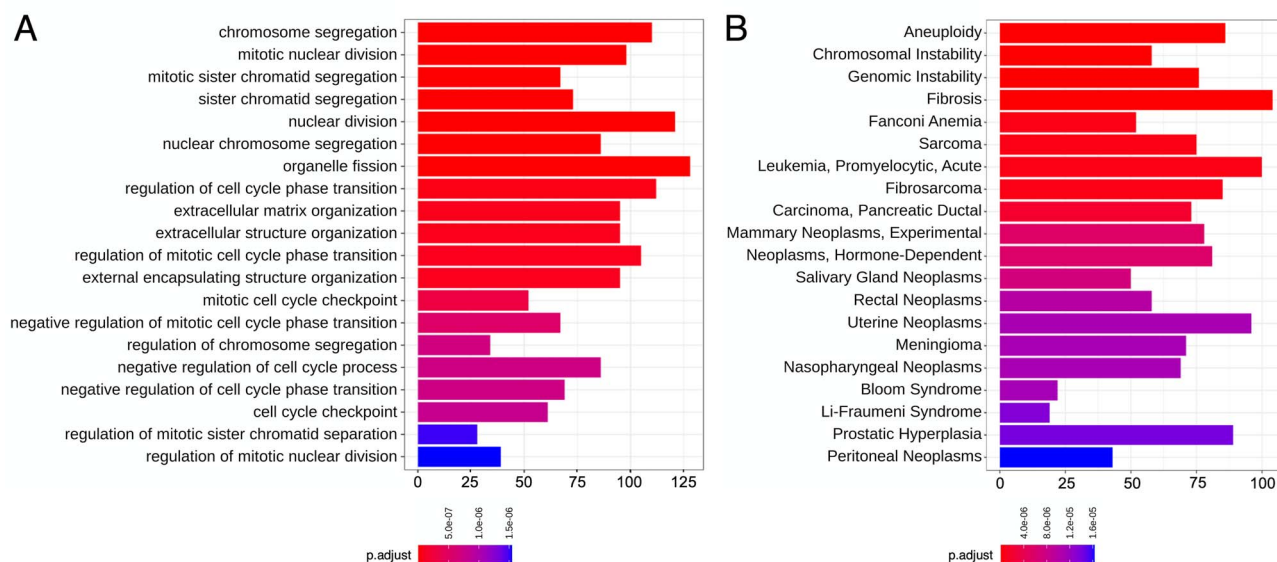 A
chromosome segregation
mitotic nuclear division
mitotic sister chromatid segregation
sister chromatid segregation
nuclear division
nuclear chromosome segregation
organelle fission
regulation of cell cycle phase transition
extracellular matrix organization
extracellular structure organization
regulation of mitotic cell cycle phase transition
external encapsulating structure organization
mitotic cell cycle checkpoint
negative regulation of mitotic cell cycle phase transition
regulation of chromosome segregation
negative regulation of cell cycle process
negative regulation of cell cycle phase transition
cell cycle checkpoint
regulation of mitotic sister chromatid separation
regulation of mitotic nuclear division
0 25 50 75 100 125
5.0e-07 1.0e-06 1.5e-06
p.adjust
B
Aneuploidy
Chromosomal Instability
Genomic Instability
Fibrosis
Fanconi Anemia
Sarcoma
Leukemia, Promyelocytic, Acute
Fibrosarcoma
Carcinoma, Pancreatic Ductal
Mammary Neoplasms, Experimental
Neoplasms, Hormone-Dependent
Salivary Gland Neoplasms
Rectal Neoplasms
Uterine Neoplasms
Meningioma
Nasopharyngeal Neoplasms
Bloom Syndrome
Li-Fraumeni Syndrome
Prostatic Hyperplasia
Peritoneal Neoplasms
0 25 50 75 100
4.0e-06 8.0e-06 1.2e-05 1.6e-05
p.adjust